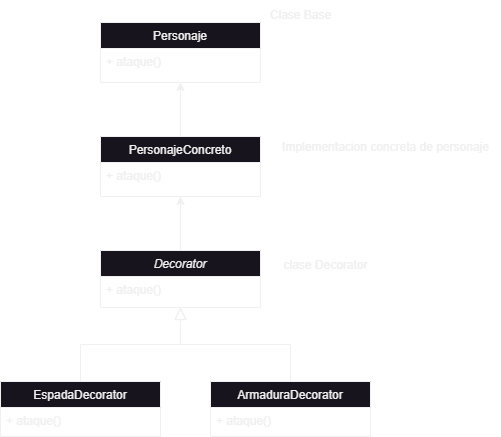 Clase Base
Personaje
+ ataque()
PersonajeConcreto
Implementacion concreta de personaje
+ ataque()
Decorator
clase Decorator
+ ataque()
EspadaDecorator
ArmaduraDecorator
+ ataque()
+ ataque()